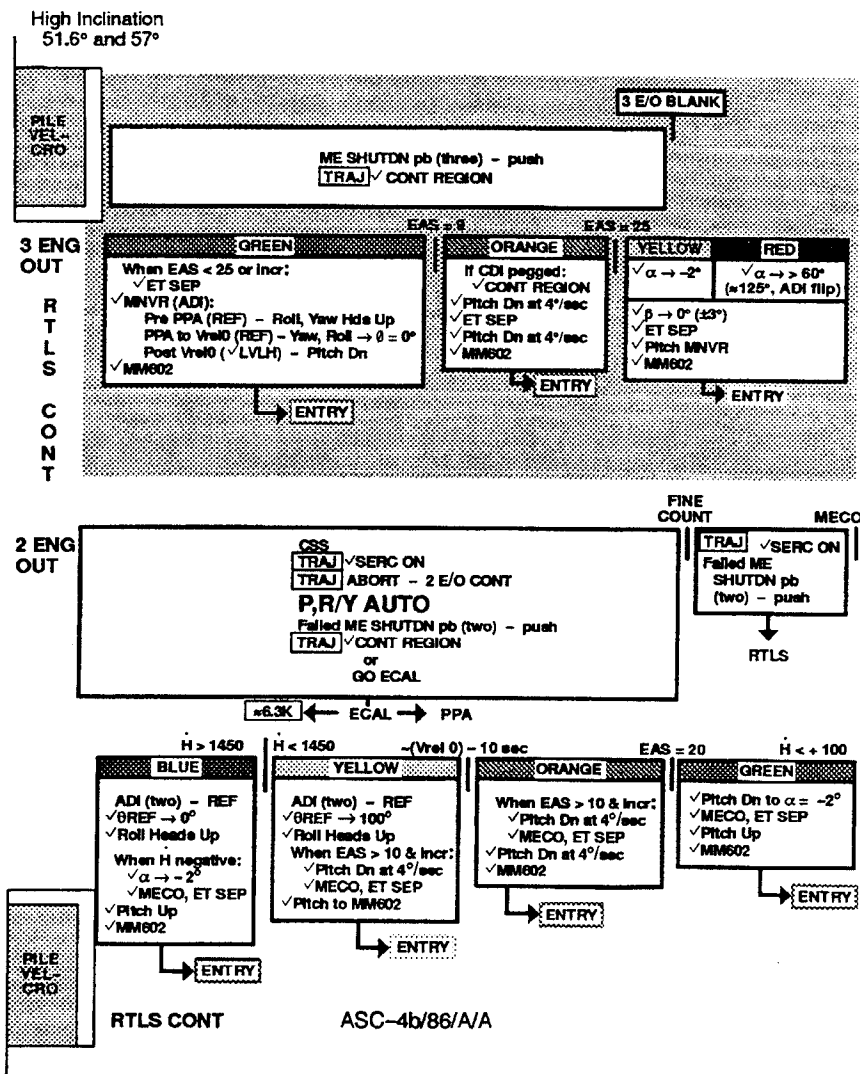 High Inclination
51.6° and 57°
PILE
VEL-
CRO
3 E/O BLANK
ME SHUTDN pb (three) – push
TRAJ √ CONT REGION
EAS = 9
EAS = 25
3 ENG
OUT
R
T
L
S
C
O
N
T
GREEN
When EAS < 25 or Incr:
√ET SEP
√MNVR (ADI):
Pre PPA (REF) – Roll, Yaw Hds Up
PPA to Vrel0 (REF) – Yaw, Roll → ø = 0°
Post Vrel0 (√LVLH) – Pitch Dn
√MM602
ENTRY
ORANGE
If CDI pegged:
√CONT REGION
√Pitch Dn at 4°/sec
√ET SEP
√Pitch Dn at 4°/sec
√MM602
ENTRY
YELLOW
√α → –2°
RED
√α → > 60°
(≈125°, ADI flip)
√β → 0° (±3°)
√ET SEP
√Pitch MNVR
√MM602
ENTRY
2 ENG
OUT
FINE
COUNT
MECO
CSS
TRAJ √SERC ON
TRAJ ABORT – 2 E/O CONT
P,R/Y AUTO
Failed ME SHUTDN pb (two) – push
TRAJ √CONT REGION
or
GO ECAL
TRAJ √SERC ON
Failed ME
SHUTDN pb
(two) – push
RTLS
≈6.3K ← ECAL → PPA
Ḣ > 1450
Ḣ < 1450
~(Vrel 0) – 10 sec
EAS = 20
Ḣ < + 100
BLUE
ADI (two) – REF
√θREF → 0°
√Roll Heads Up
When Ḣ negative:
√α → – 2°
√MECO, ET SEP
√Pitch Up
√MM602
ENTRY
YELLOW
ADI (two) – REF
√θREF → 100°
√Roll Heads Up
When EAS > 10 & Incr:
√Pitch Dn at 4°/sec
√MECO, ET SEP
√Pitch to MM602
ENTRY
ORANGE
When EAS > 10 & Incr:
√Pitch Dn at 4°/sec
√MECO, ET SEP
√Pitch Dn at 4°/sec
√MM602
ENTRY
GREEN
√Pitch Dn to α = –2°
√MECO, ET SEP
√Pitch Up
√MM602
ENTRY
PILE
VEL-
CRO
RTLS CONT
ASC–4b/86/A/A